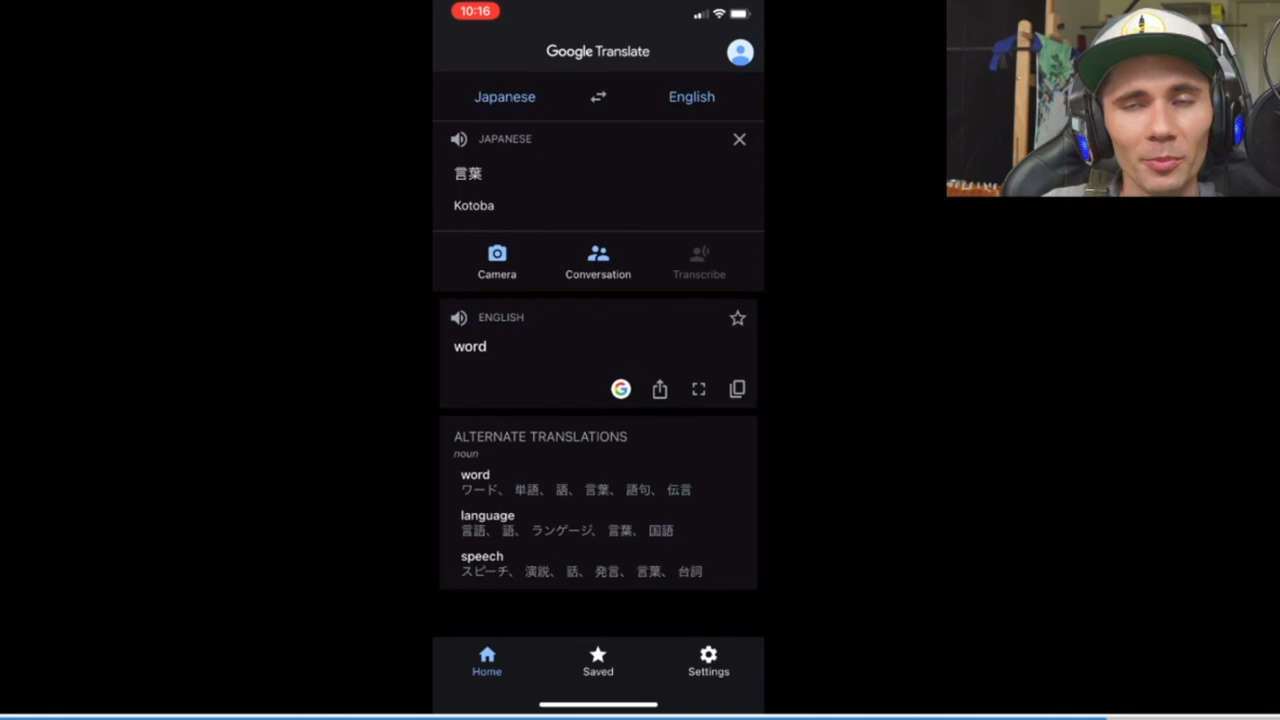 10:16
Google Translate
Japanese
English
JAPANESE
言葉
Kotoba
Camera
Conversation
Transcribe
ENGLISH
word
ALTERNATE TRANSLATIONS
noun
word
ワード、 単語、 語、 言葉、 語句、 伝言
language
言語、 語、 ランゲージ、 言葉、 国語
speech
スピーチ、 演説、 話、 発言、 言葉、 台詞
Home
Saved
Settings